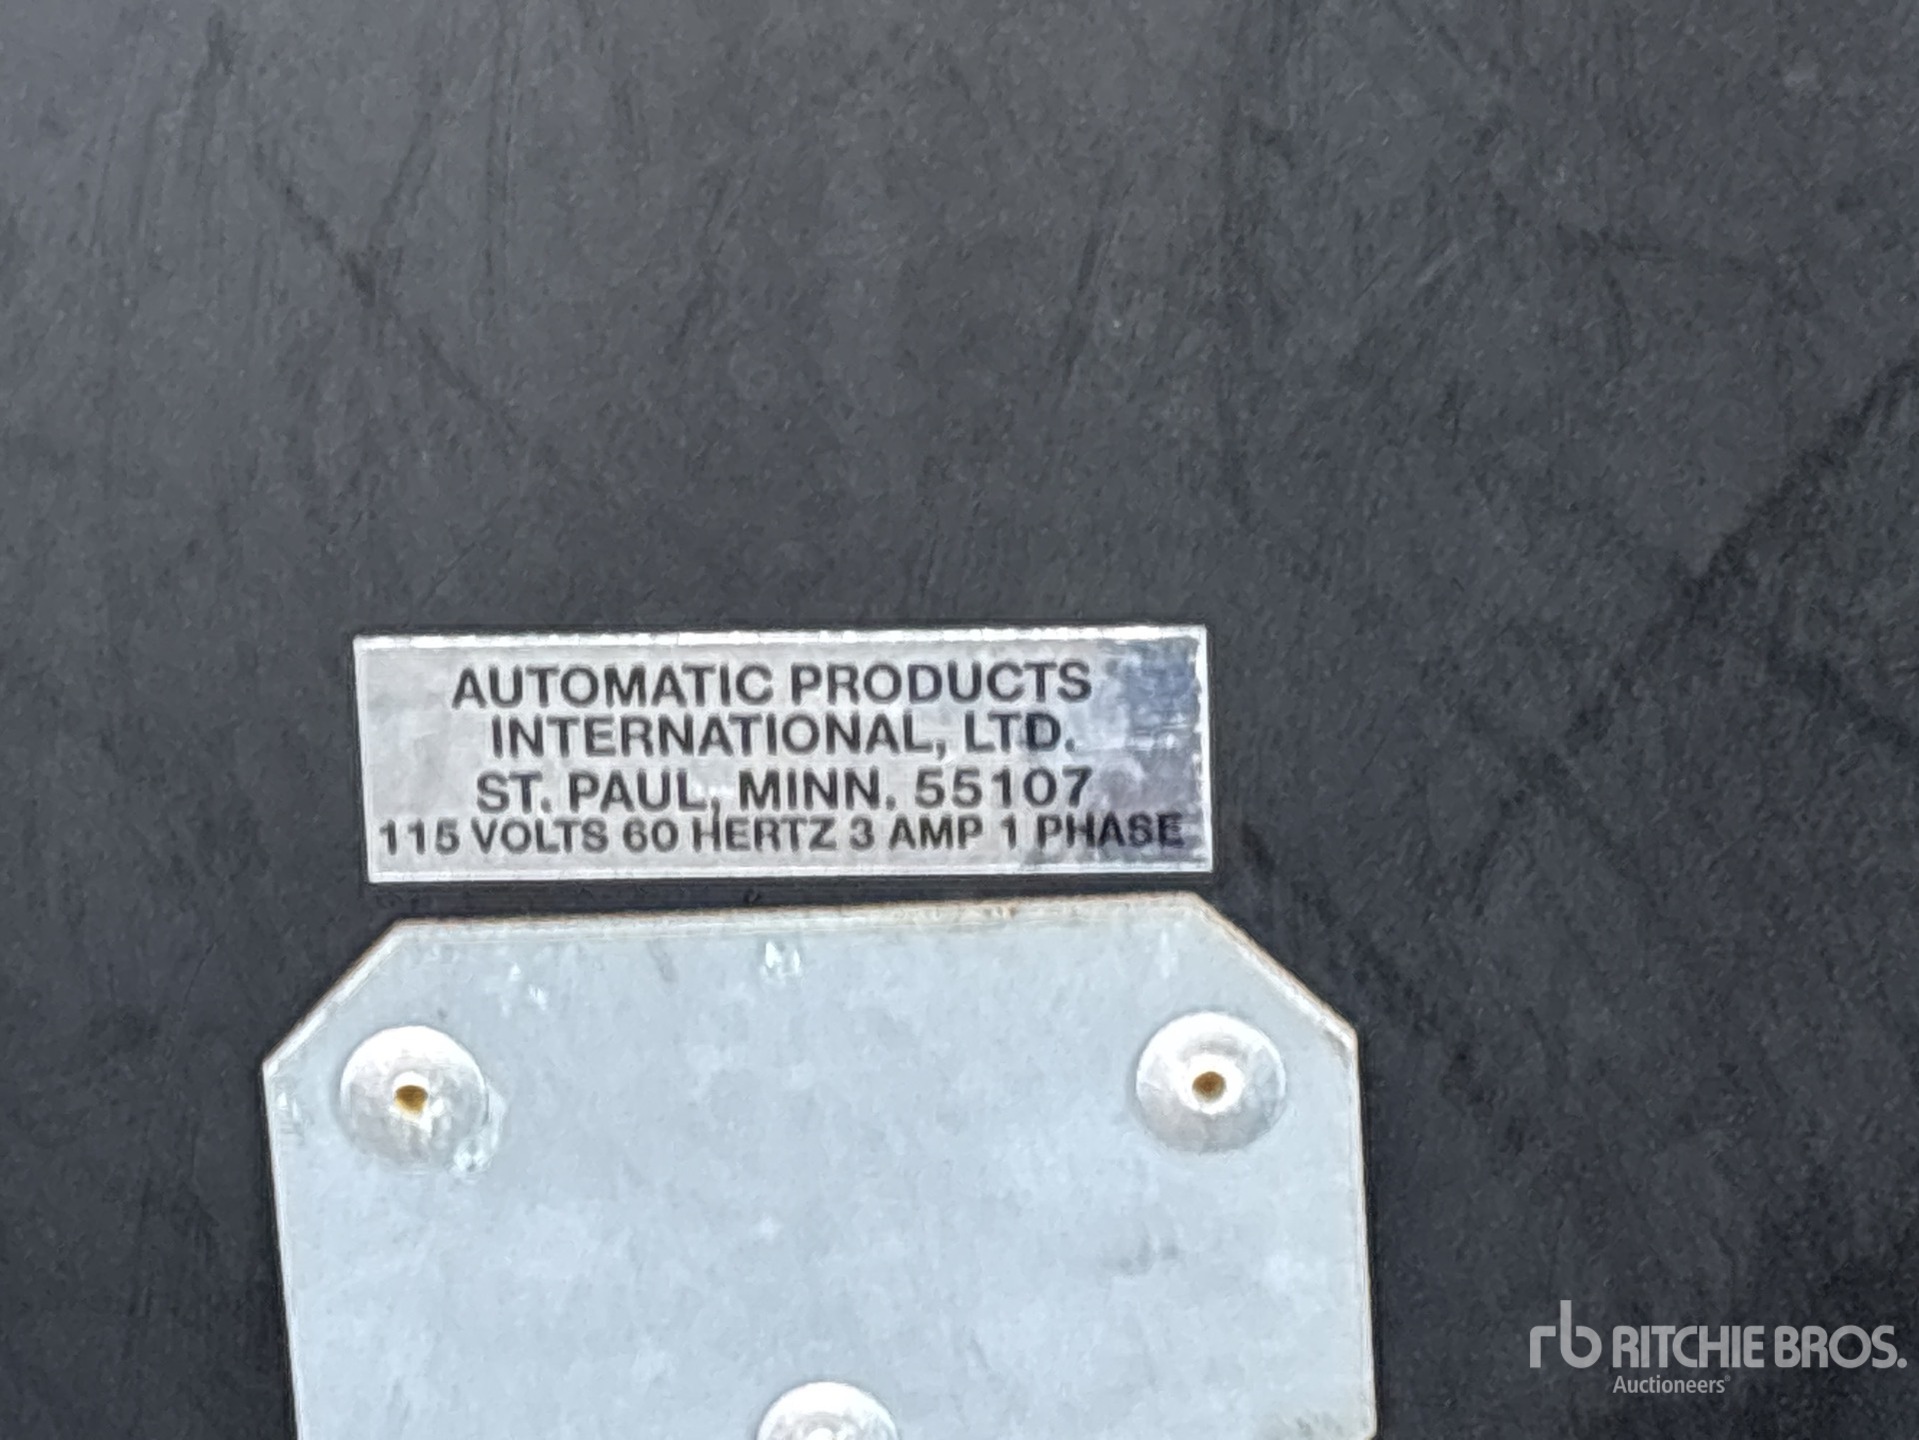 AUTOMATIC PRODUCTS
INTERNATIONAL, LTD.
ST. PAUL, MINN. 55107
115 VOLTS 60 HERTZ 3 AMP 1 PHASE
rb RITCHIE BROS.
Auctioneers